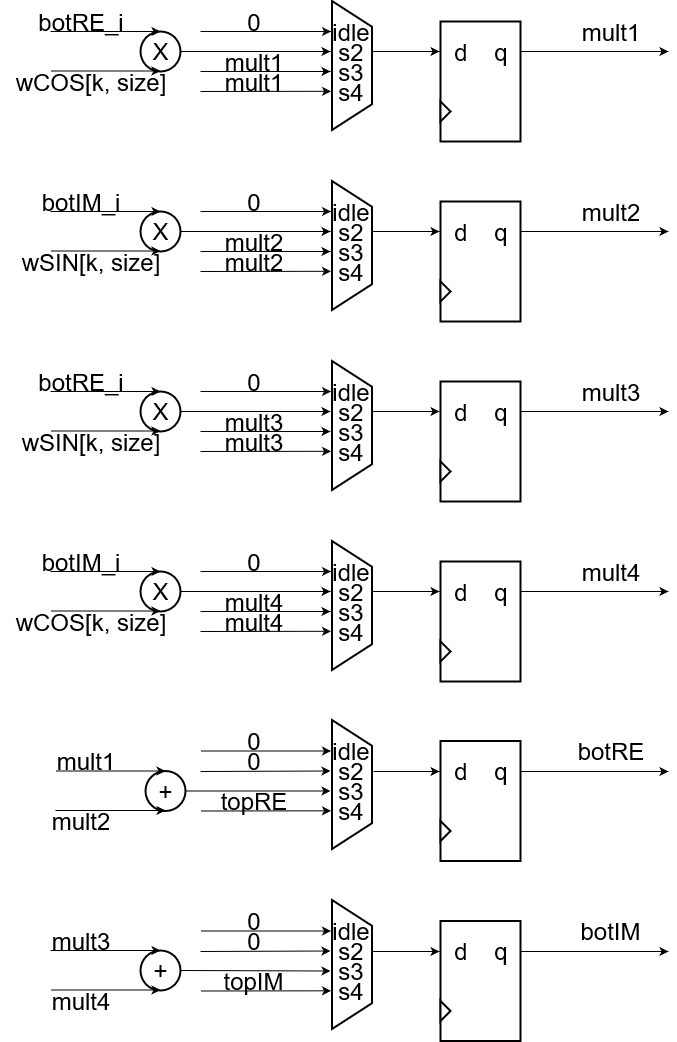 botRE_i 0 mult1
X idle d q
wCOS[k, size] mult1 s2
mult1 s3
s4
botIM_i 0 mult2
X idle d q
wSIN[k, size] mult2 s2
mult2 s3
s4
botRE_i 0 mult3
X idle d q
wSIN[k, size] mult3 s2
mult3 s3
s4
botIM_i 0 mult4
X idle d q
wCOS[k, size] mult4 s2
mult4 s3
s4
mult1 0 idle botRE
0 s2 d q
+ s3
mult2 topRE s4
mult3 0 idle botIM
0 s2 d q
+ s3
mult4 topIM s4